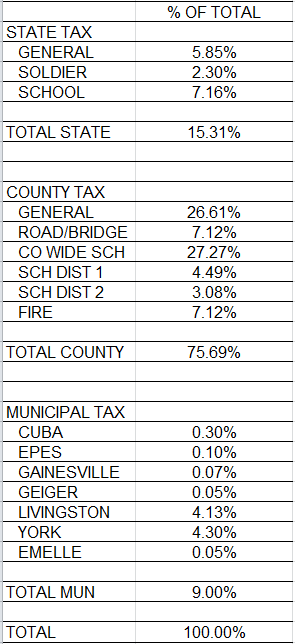 % OF TOTAL
STATE TAX
GENERAL 5.85%
SOLDIER 2.30%
SCHOOL 7.16%
TOTAL STATE 15.31%
COUNTY TAX
GENERAL 26.61%
ROAD/BRIDGE 7.12%
CO WIDE SCH 27.27%
SCH DIST 1 4.49%
SCH DIST 2 3.08%
FIRE 7.12%
TOTAL COUNTY 75.69%
MUNICIPAL TAX
CUBA 0.30%
EPES 0.10%
GAINESVILLE 0.07%
GEIGER 0.05%
LIVINGSTON 4.13%
YORK 4.30%
EMELLE 0.05%
TOTAL MUN 9.00%
TOTAL 100.00%